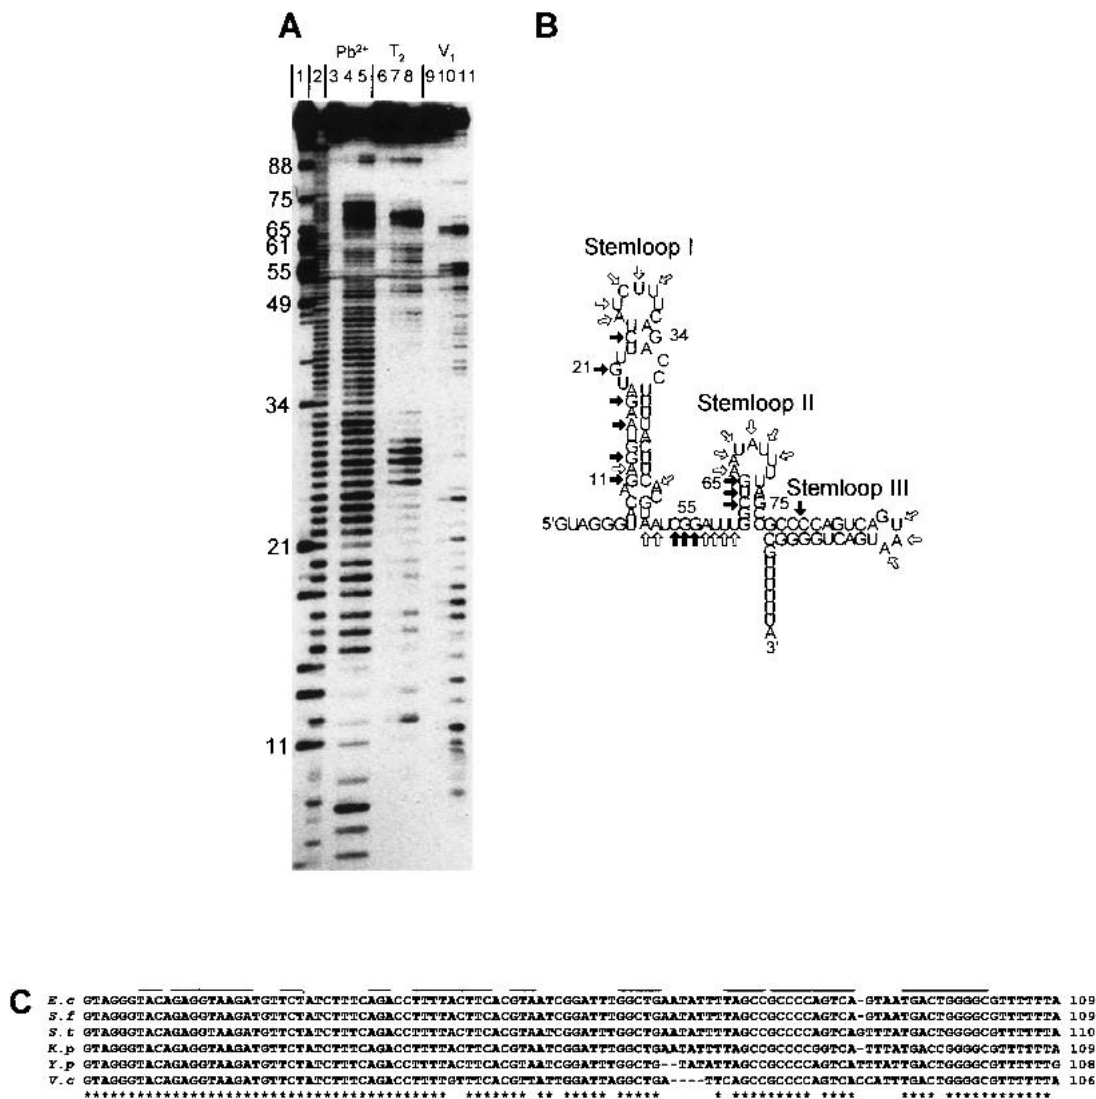 A
B
Pb2+ T2 V1
1 2 3 4 5 6 7 8 9 10 11
88
75
65
61
55
49
34
21
11
Stemloop I
34
21
11
Stemloop II
65
75
55
Stemloop III
5'GUAGGGU
3'
C
E.c GTAGGGTACAGAGGTAAGATGTTCTATCTTTCAGACCTTTTACTTCACGTAATCGGATTTGGCTGAATATTTTAGCCGCCCCAGTCA-GTAATGACTGGGGCGTTTTTTA 109
S.f GTAGGGTACAGAGGTAAGATGTTCTATCTTTCAGACCTTTTACTTCACGTAATCGGATTTGGCTGAATATTTTAGCCGCCCCAGTCA-GTAATGACTGGGGCGTTTTTTA 109
S.t GTAGGGTACAGAGGTAAGATGTTCTATCTTTCAGACCTTTTACTTCACGTAATCGGATTTGGCTGAATATTTTAGCCGCCCCAGTCAGTTTATGACTGGGGCGTTTTTTA 110
K.p GTAGGGTACAGAGGTAAGATGTTCTATCTTTCAGACCTTTTACTTCACGTAATCGGATTTGGCTGAATATTTTAGCCGCCCCGGTCA-TTTATGACCGGGGCGTTTTTTA 109
Y.p GTAGGGTACAGAGGTAAGATGTTCTATCTTTCAGACCTTTTACTTCACGTAATCGGATTTGGCTG--TATATTAGCCGCCCCAGTCATTTATGACTGGGGCGTTTTTTG 108
V.c GTAGGGTACAGAGGTAAGATGTTCTATCTTTCAGACCTTTTGTTTCACGTTATTGGATTAGGCTGA----TTCAGCCGCCCCAGTCACCATTTGACTGGGGCGTTTTTTA 106